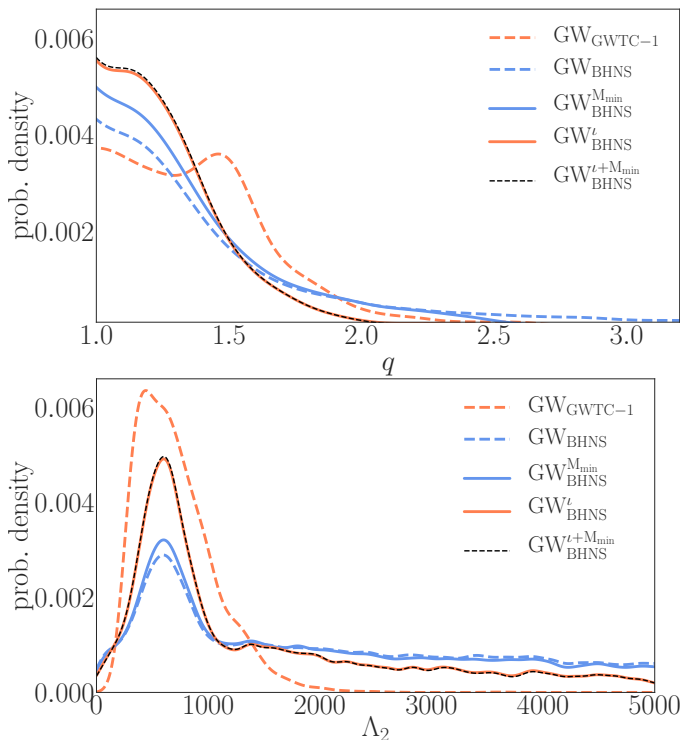 0.006
0.004
0.002
prob. density
GW_GWTC−1
GW_BHNS
GW_BHNS^M_min
GW_BHNS^ι
GW_BHNS^ι+M_min
1.0 1.5 2.0 2.5 3.0
q
0.006
0.004
0.002
0.000
prob. density
GW_GWTC−1
GW_BHNS
GW_BHNS^M_min
GW_BHNS^ι
GW_BHNS^ι+M_min
0 1000 2000 3000 4000 5000
Λ₂